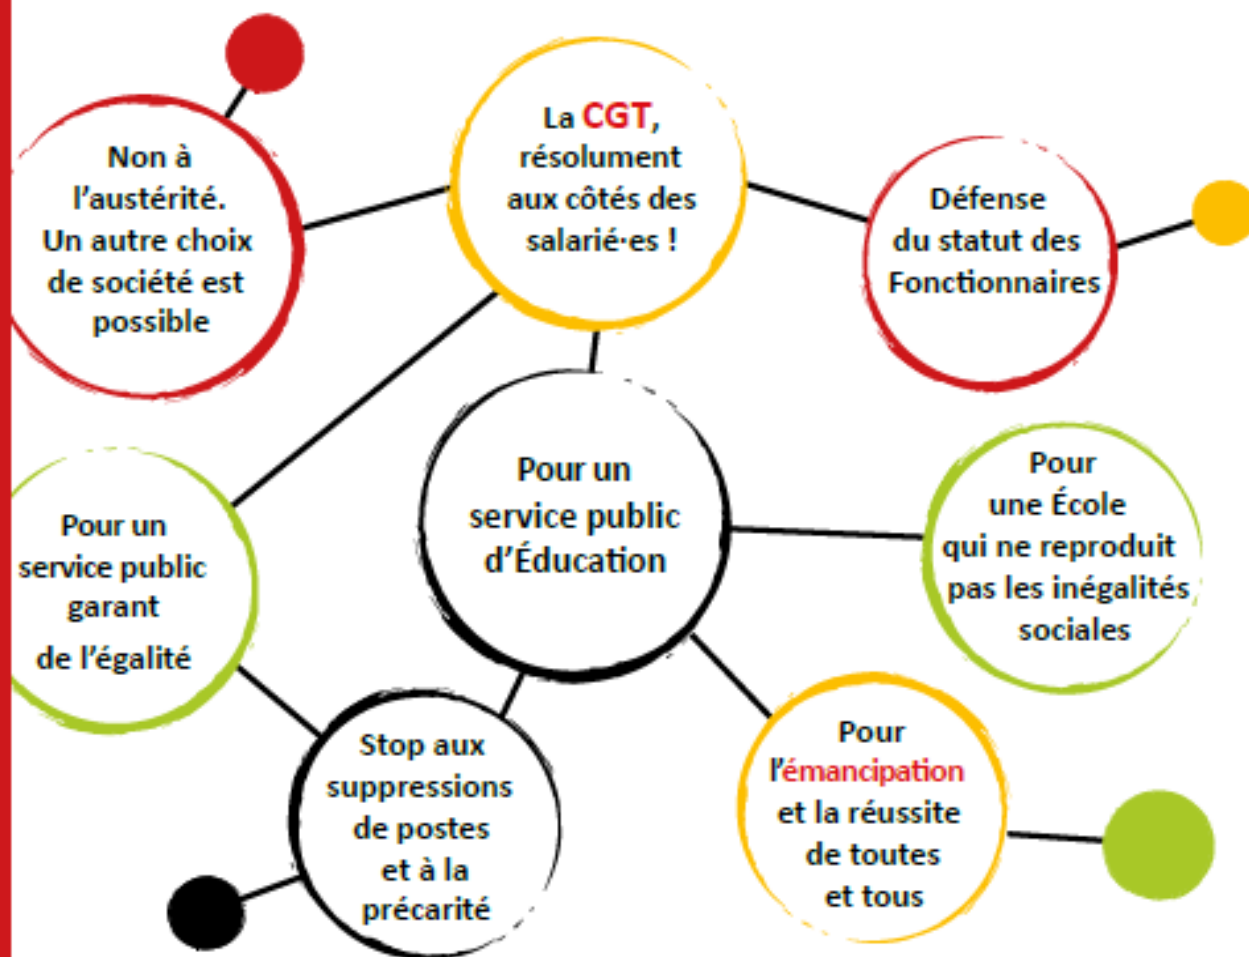 Non à
l'austérité.
Un autre choix
de société est
possible
La CGT,
résolument
aux côtés des
salarié·es !
Défense
du statut des
Fonctionnaires
Pour un
service public
garant
de l'égalité
Pour un
service public
d'Éducation
Pour
une École
qui ne reproduit
pas les inégalités
sociales
Stop aux
suppressions
de postes
et à la
précarité
Pour
l'émancipation
et la réussite
de toutes
et tous